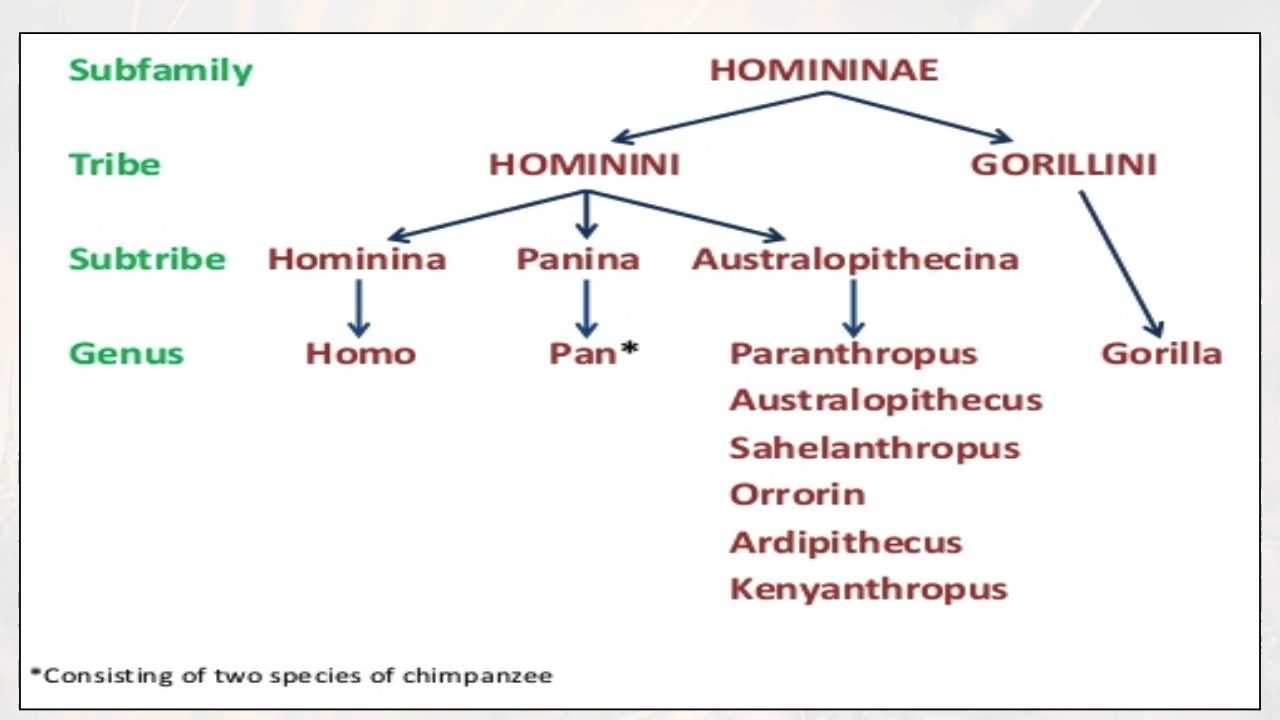 Subfamily HOMININAE
Tribe HOMININI GORILLINI
Subtribe Hominina Panina Australopithecina
Genus Homo Pan* Paranthropus Gorilla
Australopithecus
Sahelanthropus
Orrorin
Ardipithecus
Kenyanthropus
*Consisting of two species of chimpanzee